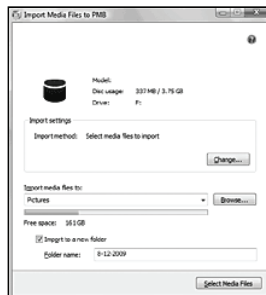 Import Media Files to PMB
Model:
Disc usage: 337 MB / 3.75 GB
Drive: F:
Import settings
Import method: Select media files to import
Change...
Import media files to:
Pictures
Browse...
Free space: 161GB
Import to a new folder
Folder name: 8-12-2009
Select Media Files